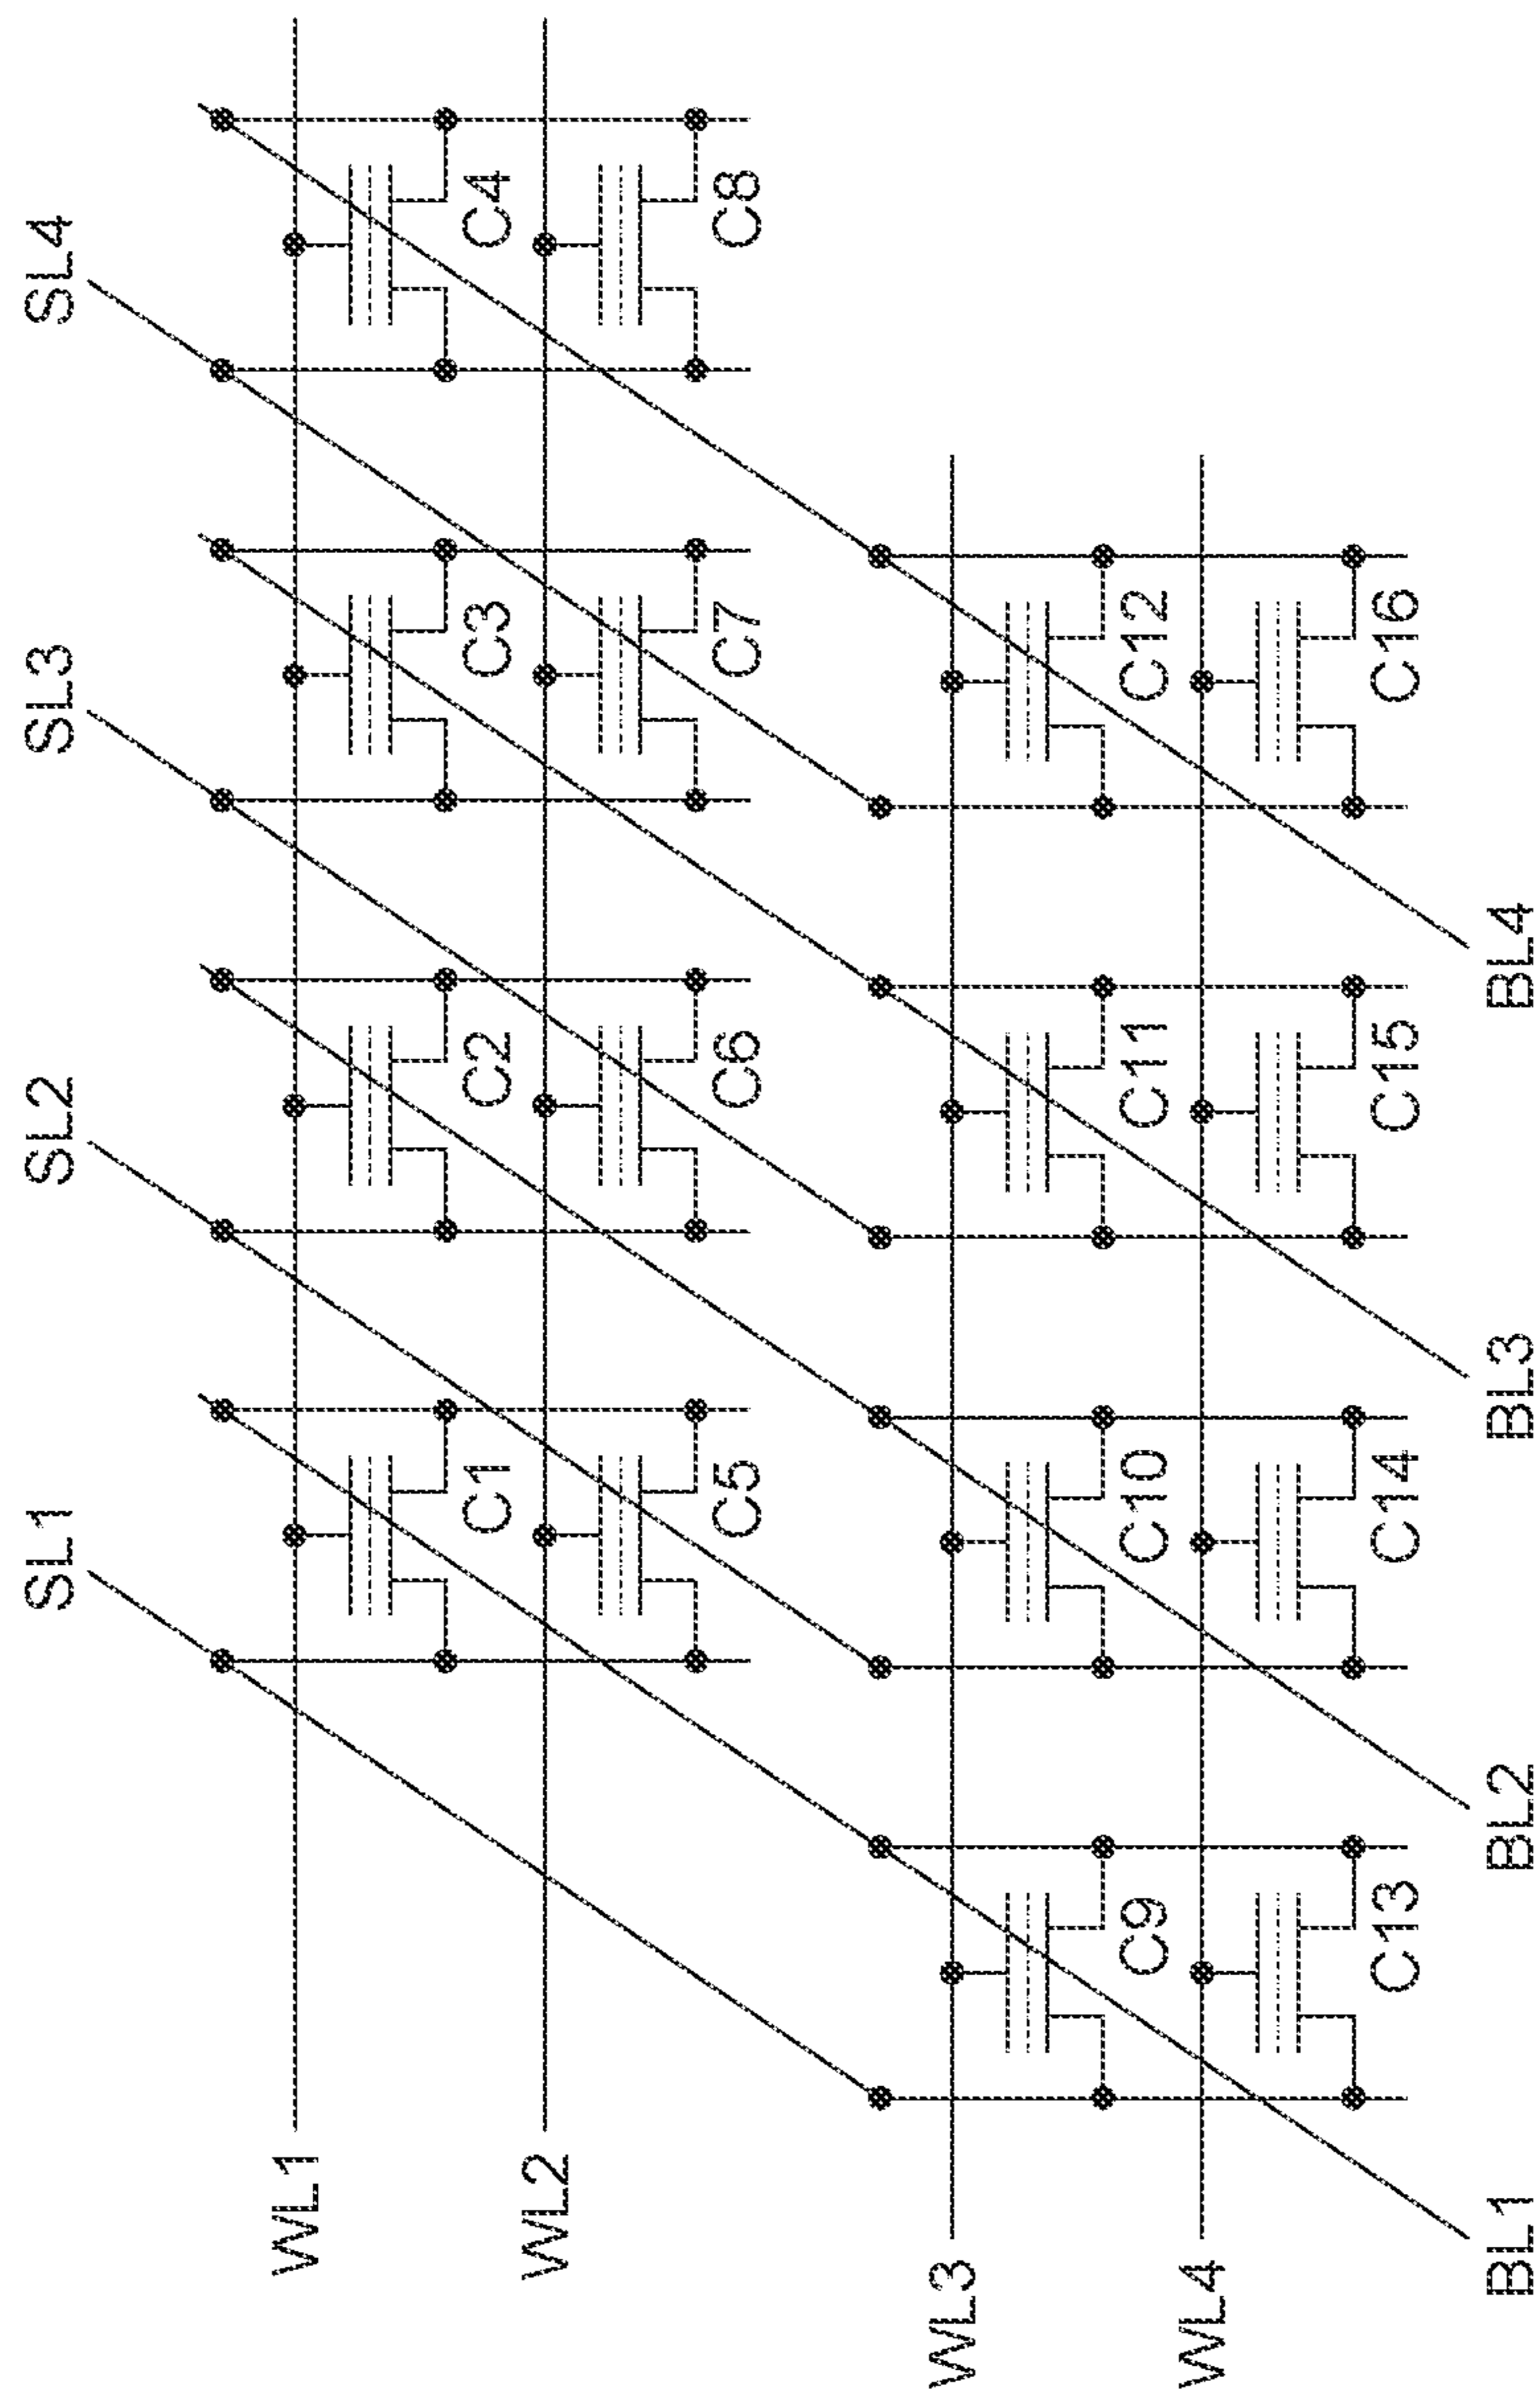 SL1 SL2 SL3 SL4
WL1
C1 C2 C3 C4
WL2
C5 C6 C7 C8
WL3
C9 C10 C11 C12
WL4
C13 C14 C15 C16
BL1 BL2 BL3 BL4